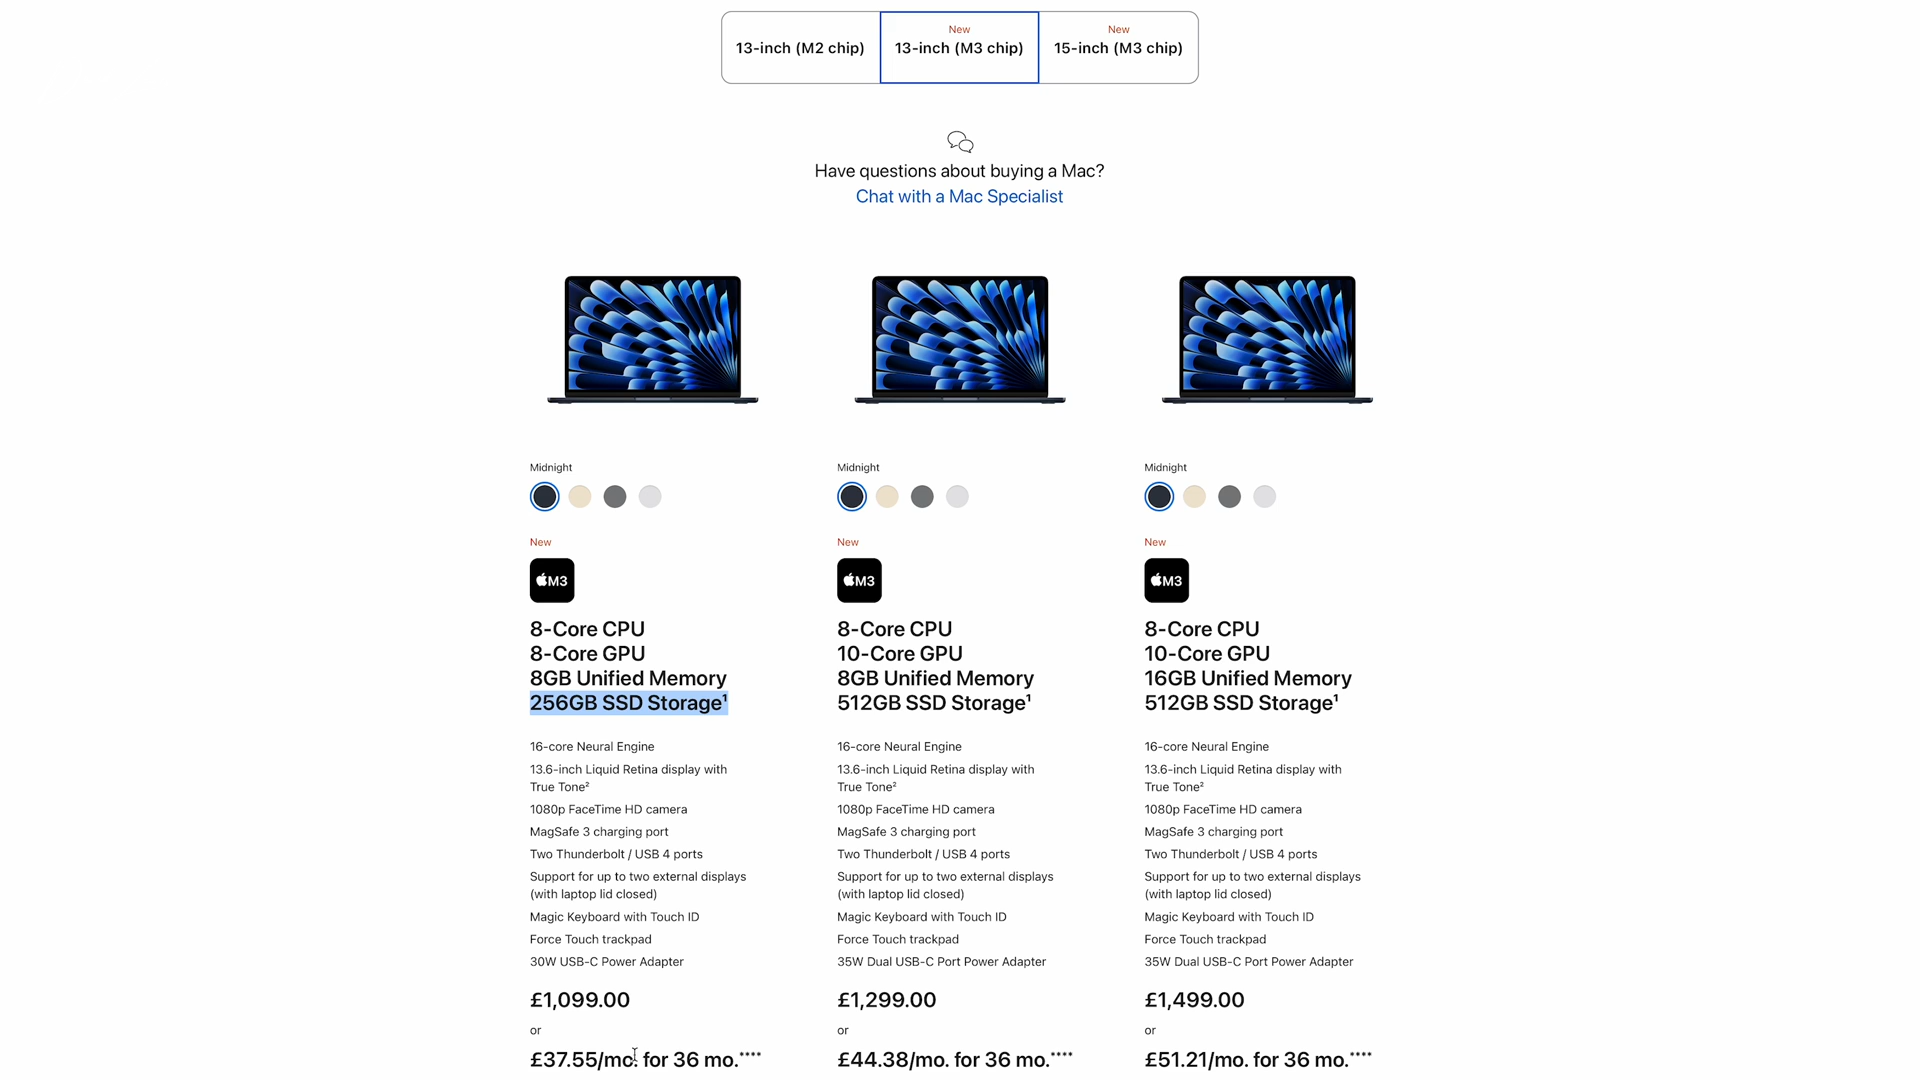 13-inch (M2 chip)
New
13-inch (M3 chip)
New
15-inch (M3 chip)
Have questions about buying a Mac?
Chat with a Mac Specialist
Midnight
New
M3
8-Core CPU
8-Core GPU
8GB Unified Memory
256GB SSD Storage¹
16-core Neural Engine
13.6-inch Liquid Retina display with
True Tone²
1080p FaceTime HD camera
MagSafe 3 charging port
Two Thunderbolt / USB 4 ports
Support for up to two external displays
(with laptop lid closed)
Magic Keyboard with Touch ID
Force Touch trackpad
30W USB-C Power Adapter
£1,099.00
or
£37.55/mo. for 36 mo.****
Midnight
New
M3
8-Core CPU
10-Core GPU
8GB Unified Memory
512GB SSD Storage¹
16-core Neural Engine
13.6-inch Liquid Retina display with
True Tone²
1080p FaceTime HD camera
MagSafe 3 charging port
Two Thunderbolt / USB 4 ports
Support for up to two external displays
(with laptop lid closed)
Magic Keyboard with Touch ID
Force Touch trackpad
35W Dual USB-C Port Power Adapter
£1,299.00
or
£44.38/mo. for 36 mo.****
Midnight
New
M3
8-Core CPU
10-Core GPU
16GB Unified Memory
512GB SSD Storage¹
16-core Neural Engine
13.6-inch Liquid Retina display with
True Tone²
1080p FaceTime HD camera
MagSafe 3 charging port
Two Thunderbolt / USB 4 ports
Support for up to two external displays
(with laptop lid closed)
Magic Keyboard with Touch ID
Force Touch trackpad
35W Dual USB-C Port Power Adapter
£1,499.00
or
£51.21/mo. for 36 mo.****